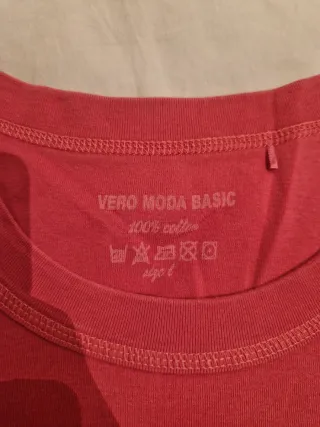 VERO MODA BASIC
100% cotton
size L